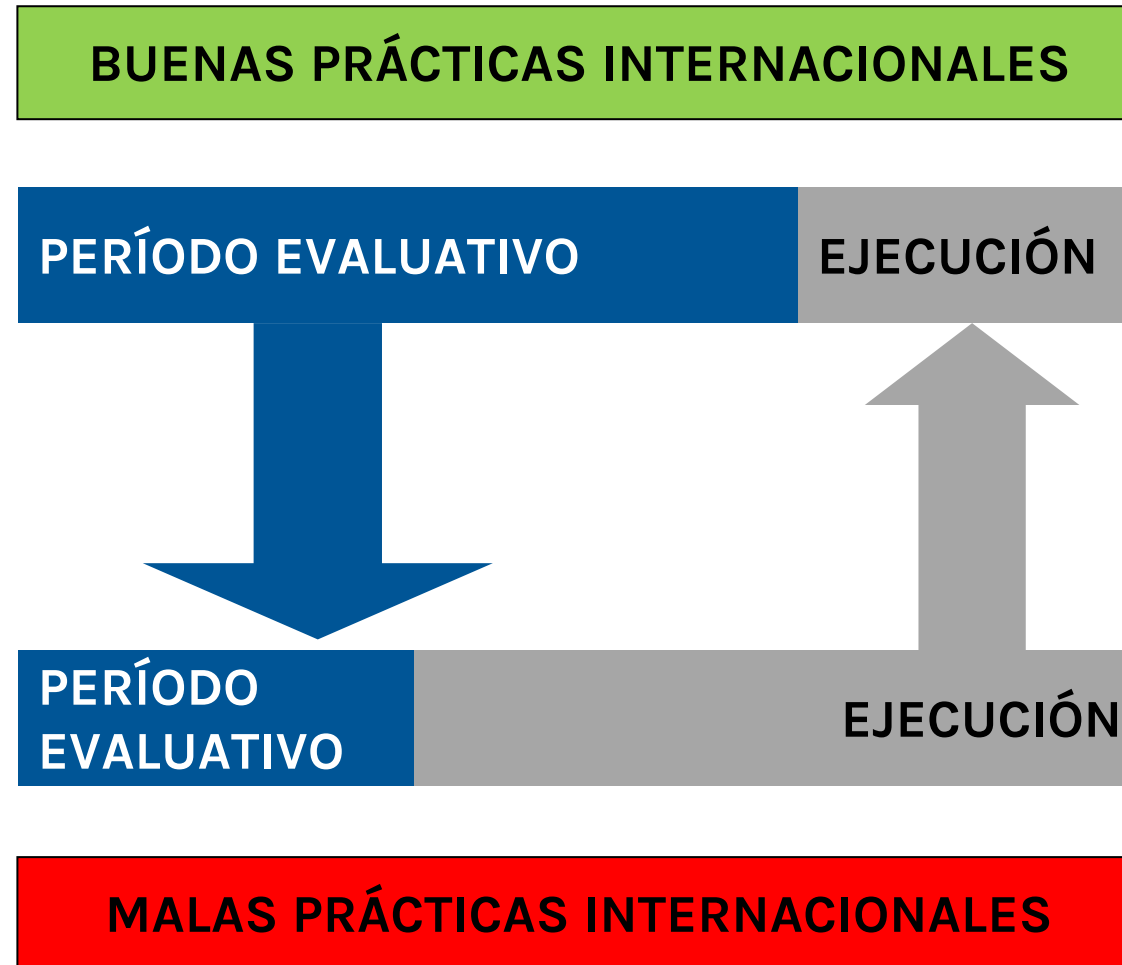 BUENAS PRÁCTICAS INTERNACIONALES
PERÍODO EVALUATIVO
EJECUCIÓN
PERÍODO
EVALUATIVO
EJECUCIÓN
MALAS PRÁCTICAS INTERNACIONALES